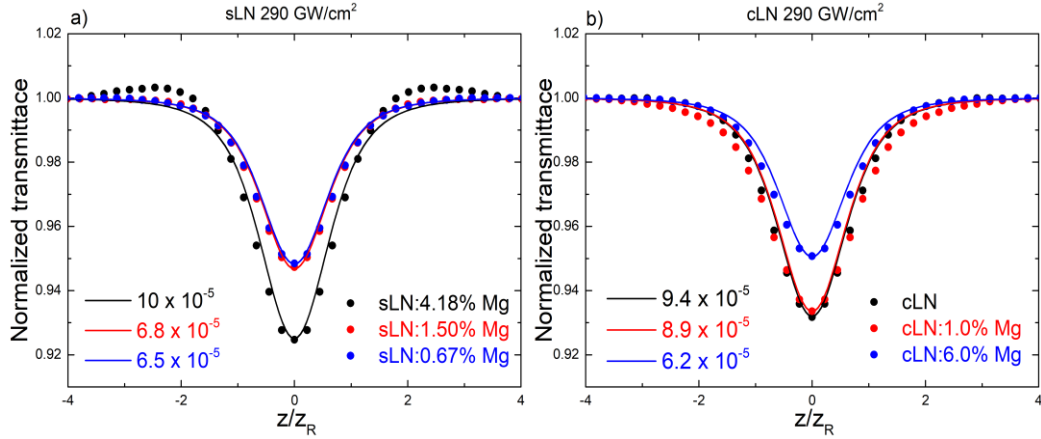 a)
sLN 290 GW/cm²
Normalized transmittace
1.02
1.00
0.98
0.96
0.94
0.92
10 x 10⁻⁵
6.8 x 10⁻⁵
6.5 x 10⁻⁵
sLN:4.18% Mg
sLN:1.50% Mg
sLN:0.67% Mg
-4
-2
0
2
4
z/z_R
b)
cLN 290 GW/cm²
Normalized transmittace
1.02
1.00
0.98
0.96
0.94
0.92
9.4 x 10⁻⁵
8.9 x 10⁻⁵
6.2 x 10⁻⁵
cLN
cLN:1.0% Mg
cLN:6.0% Mg
-4
-2
0
2
4
z/z_R